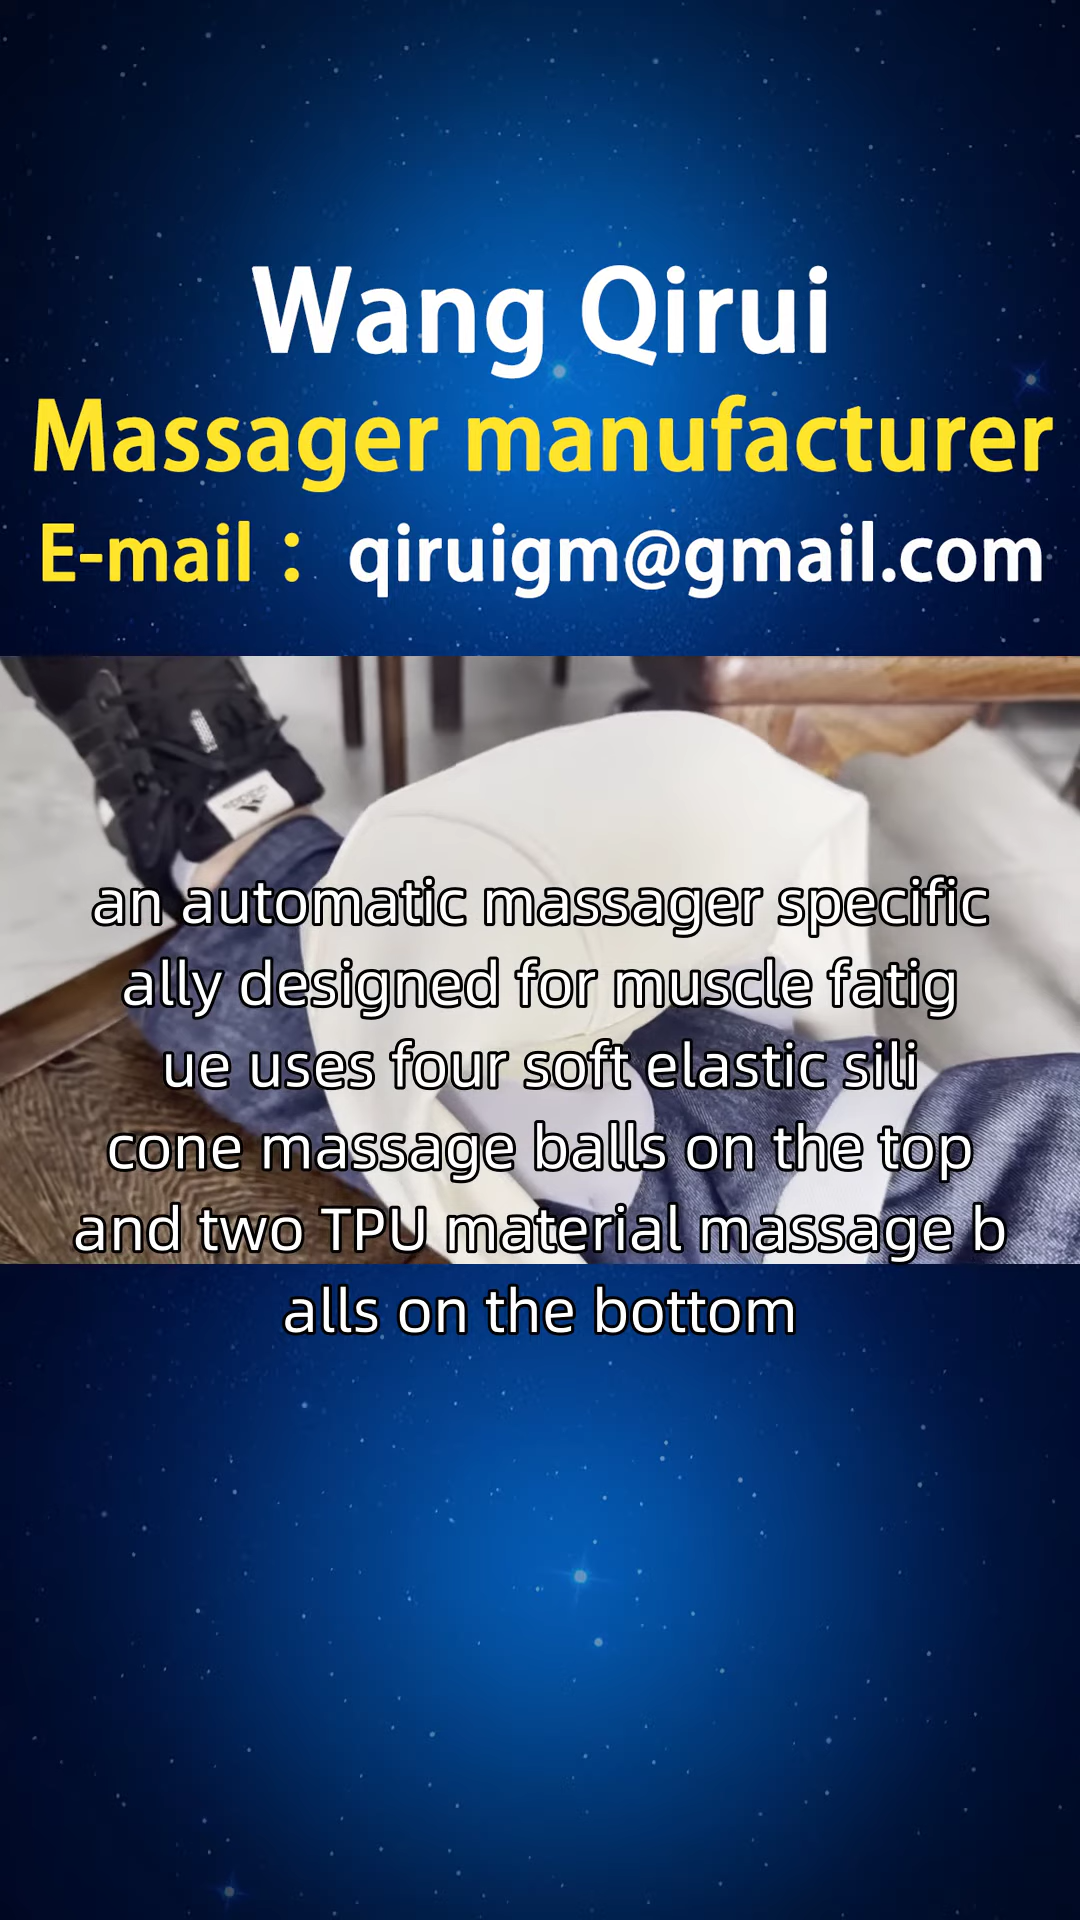 Wang Qirui
Massager manufacturer
E-mail： qiruigm@gmail.com
adidas
an automatic massager specific
ally designed for muscle fatig
ue uses four soft elastic sili
cone massage balls on the top
and two TPU material massage b
alls on the bottom